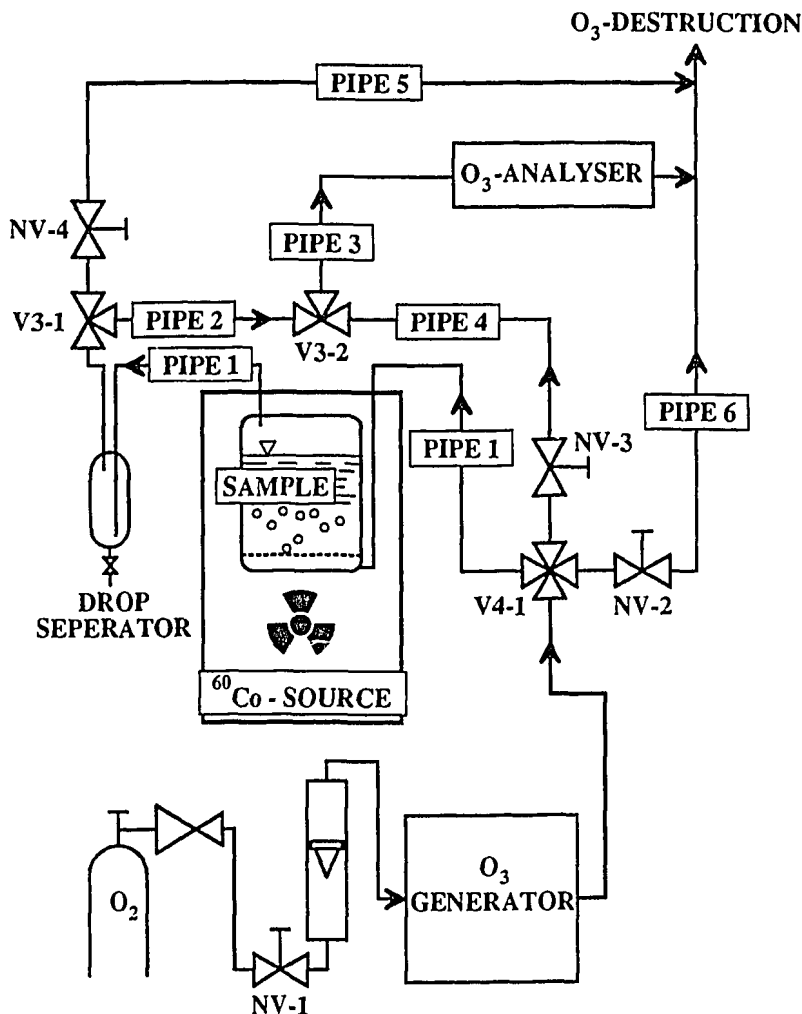 O₃-DESTRUCTION
PIPE 5
O₃-ANALYSER
NV-4
PIPE 3
V3-1
PIPE 2
PIPE 4
V3-2
PIPE 1
PIPE 6
PIPE 1
NV-3
SAMPLE
DROP
SEPERATOR
V4-1
NV-2
⁶⁰Co - SOURCE
O₂
O₃
GENERATOR
NV-1